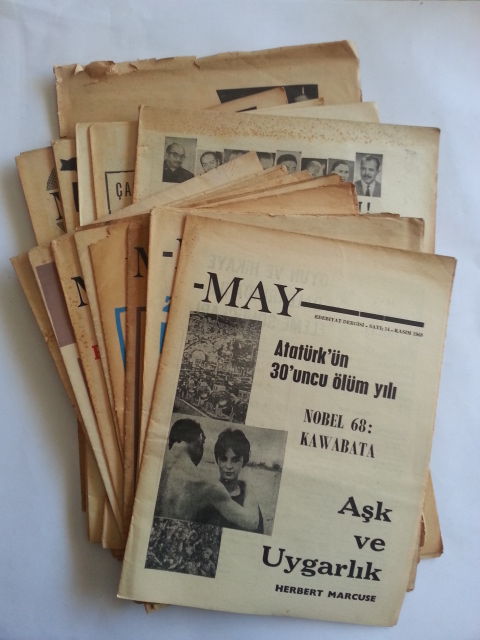 -MAY
EDEBİYAT DERGİSİ - SAYI: 14 - KASIM 1968
Atatürk'ün
30'uncu ölüm yılı
NOBEL 68:
KAWABATA
Aşk
ve
Uygarlık
HERBERT MARCUSE